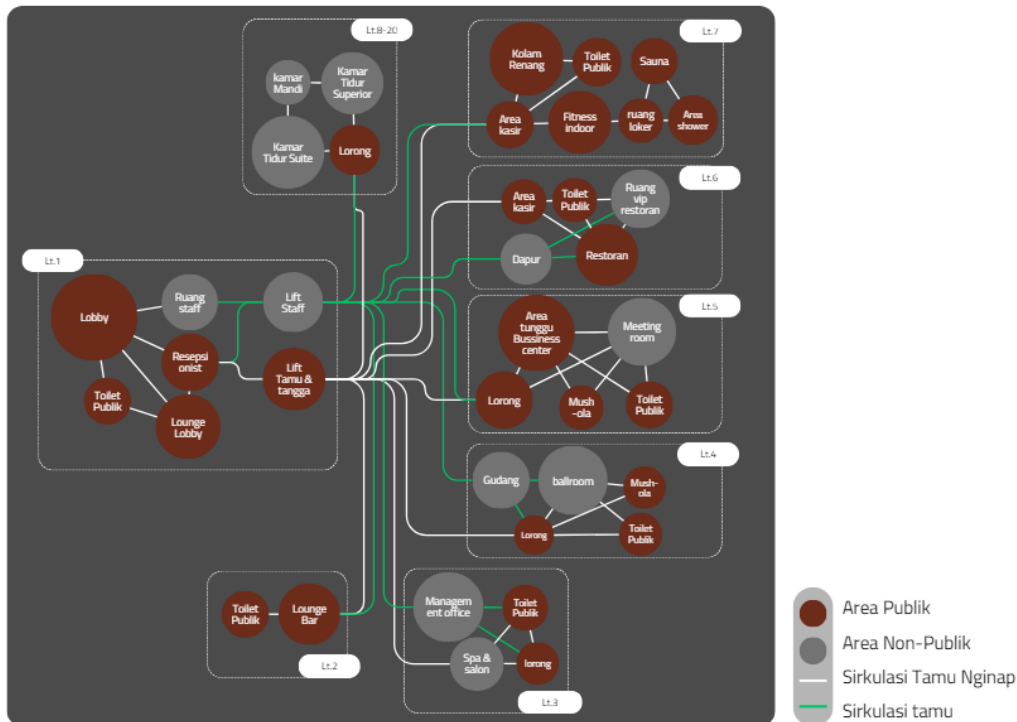 Lt.8-20
kamar
Mandi
Kamar
Tidur
Superior
Kamar
Tidur Suite
Lorong
Lt.7
Kolam
Renang
Toilet
Publik
Sauna
Area
kasir
Fitness
indoor
ruang
loker
Area
shower
Lt.6
Area
kasir
Toilet
Publik
Ruang
vip
restoran
Dapur
Restoran
Lt.1
Lobby
Ruang
staff
Lift
Staff
Resepsi
onist
Lift
Tamu &
tangga
Toilet
Publik
Lounge
Lobby
Lt.5
Area
tunggu
Bussiness
center
Meeting
room
Lorong
Mush
-ola
Toilet
Publik
Lt.4
Gudang
ballroom
Mush-
ola
Lorong
Toilet
Publik
Toilet
Publik
Lounge
Bar
Lt.2
Managem
ent office
Toilet
Publik
Spa &
salon
lorong
Lt.3
Area Publik
Area Non-Publik
Sirkulasi Tamu Nginap
Sirkulasi tamu